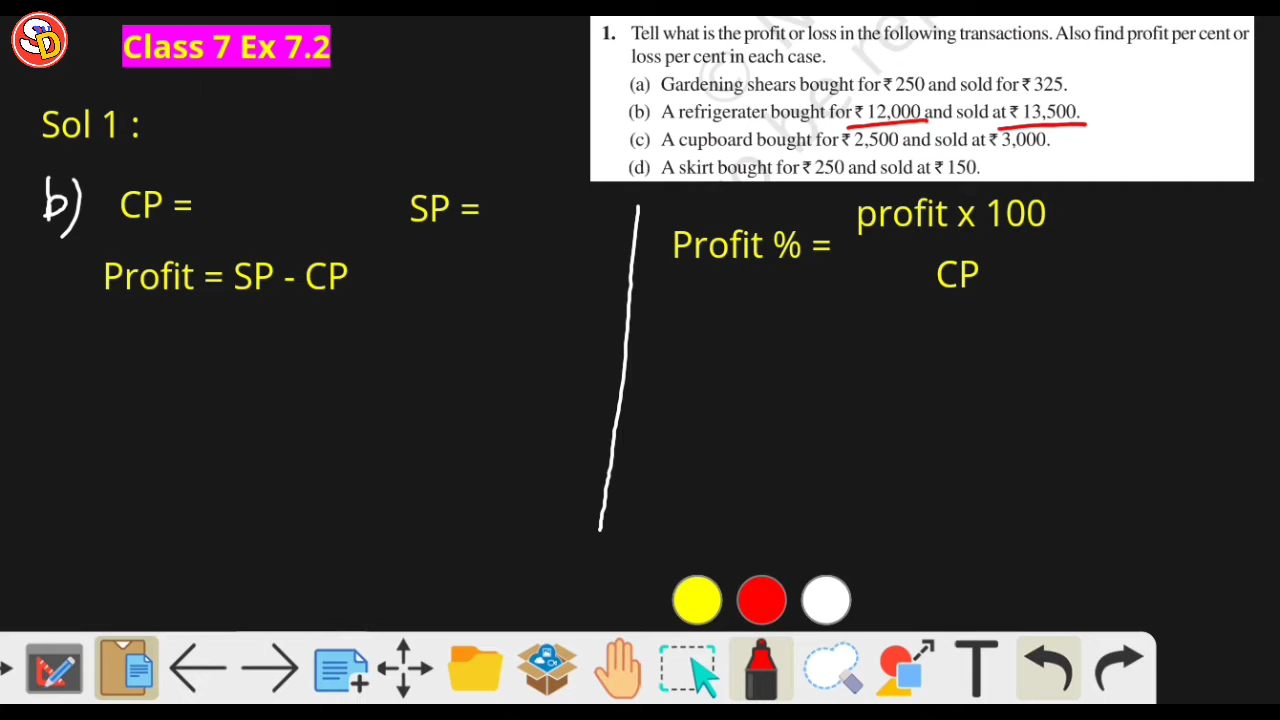 SD
Class 7 Ex 7.2
1. Tell what is the profit or loss in the following transactions. Also find profit per cent or
loss per cent in each case.
(a) Gardening shears bought for ₹ 250 and sold for ₹ 325.
(b) A refrigerater bought for ₹ 12,000 and sold at ₹ 13,500.
(c) A cupboard bought for ₹ 2,500 and sold at ₹ 3,000.
(d) A skirt bought for ₹ 250 and sold at ₹ 150.
Sol 1 :
b) CP = SP =
Profit = SP - CP
Profit % = profit x 100
CP
T